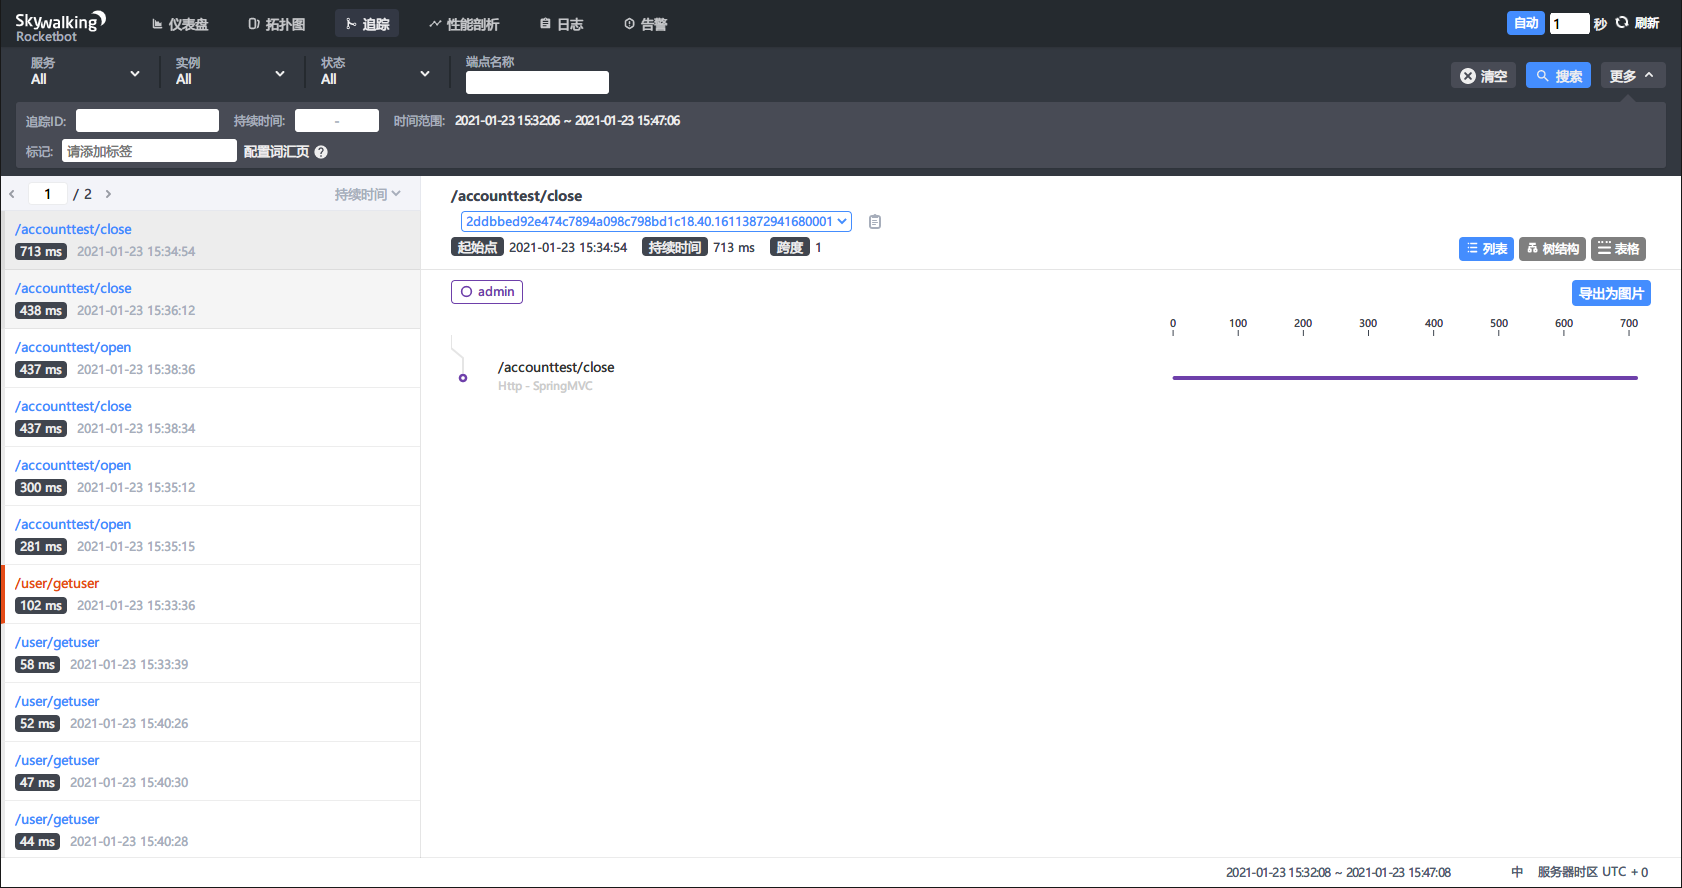 Skywalking
Rocketbot
仪表盘 拓扑图 追踪 性能剖析 日志 告警
自动 1 秒 刷新
服务 All 实例 All 状态 All 端点名称
清空 搜索 更多
追踪ID: 持续时间: - 时间范围: 2021-01-23 15:32:06 ~ 2021-01-23 15:47:06
标记: 请添加标签 配置词汇页 ?
1 / 2 持续时间
/accounttest/close
713 ms 2021-01-23 15:34:54
/accounttest/close
438 ms 2021-01-23 15:36:12
/accounttest/open
437 ms 2021-01-23 15:38:36
/accounttest/close
437 ms 2021-01-23 15:38:34
/accounttest/open
300 ms 2021-01-23 15:35:12
/accounttest/open
281 ms 2021-01-23 15:35:15
/user/getuser
102 ms 2021-01-23 15:33:36
/user/getuser
58 ms 2021-01-23 15:33:39
/user/getuser
52 ms 2021-01-23 15:40:26
/user/getuser
47 ms 2021-01-23 15:40:30
/user/getuser
44 ms 2021-01-23 15:40:28
/accounttest/close
2ddbbed92e474c7894a098c798bd1c18.40.16113872941680001
起始点 2021-01-23 15:34:54 持续时间 713 ms 跨度 1
列表 树结构 表格
admin
导出为图片
0 100 200 300 400 500 600 700
/accounttest/close
Http - SpringMVC
2021-01-23 15:32:08 ~ 2021-01-23 15:47:08 中 服务器时区 UTC + 0